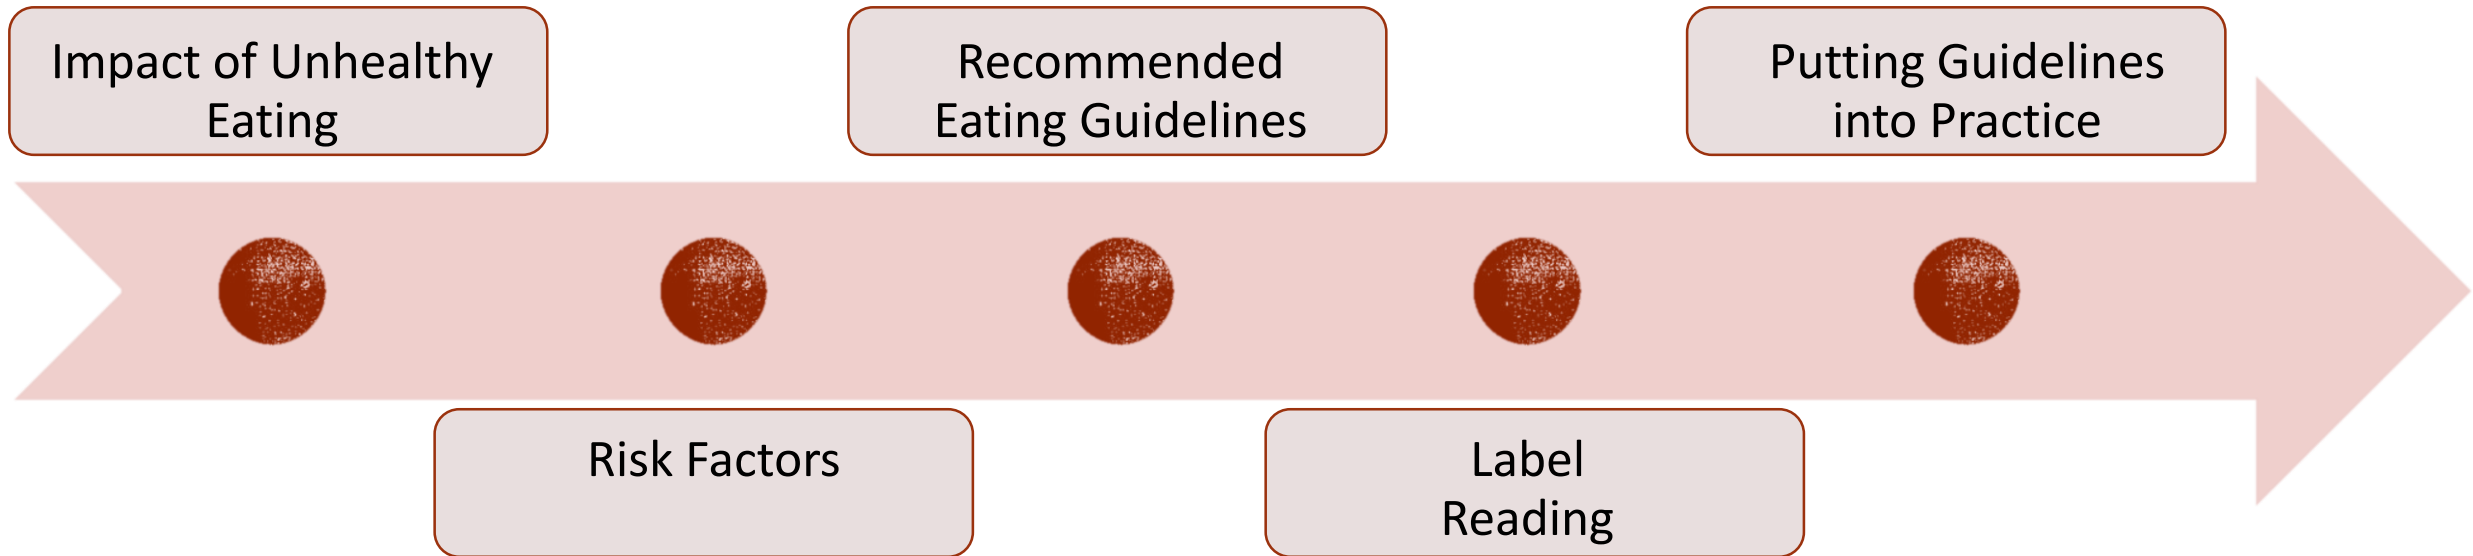 Impact of Unhealthy
Eating
Risk Factors
Recommended
Eating Guidelines
Label
Reading
Putting Guidelines
into Practice